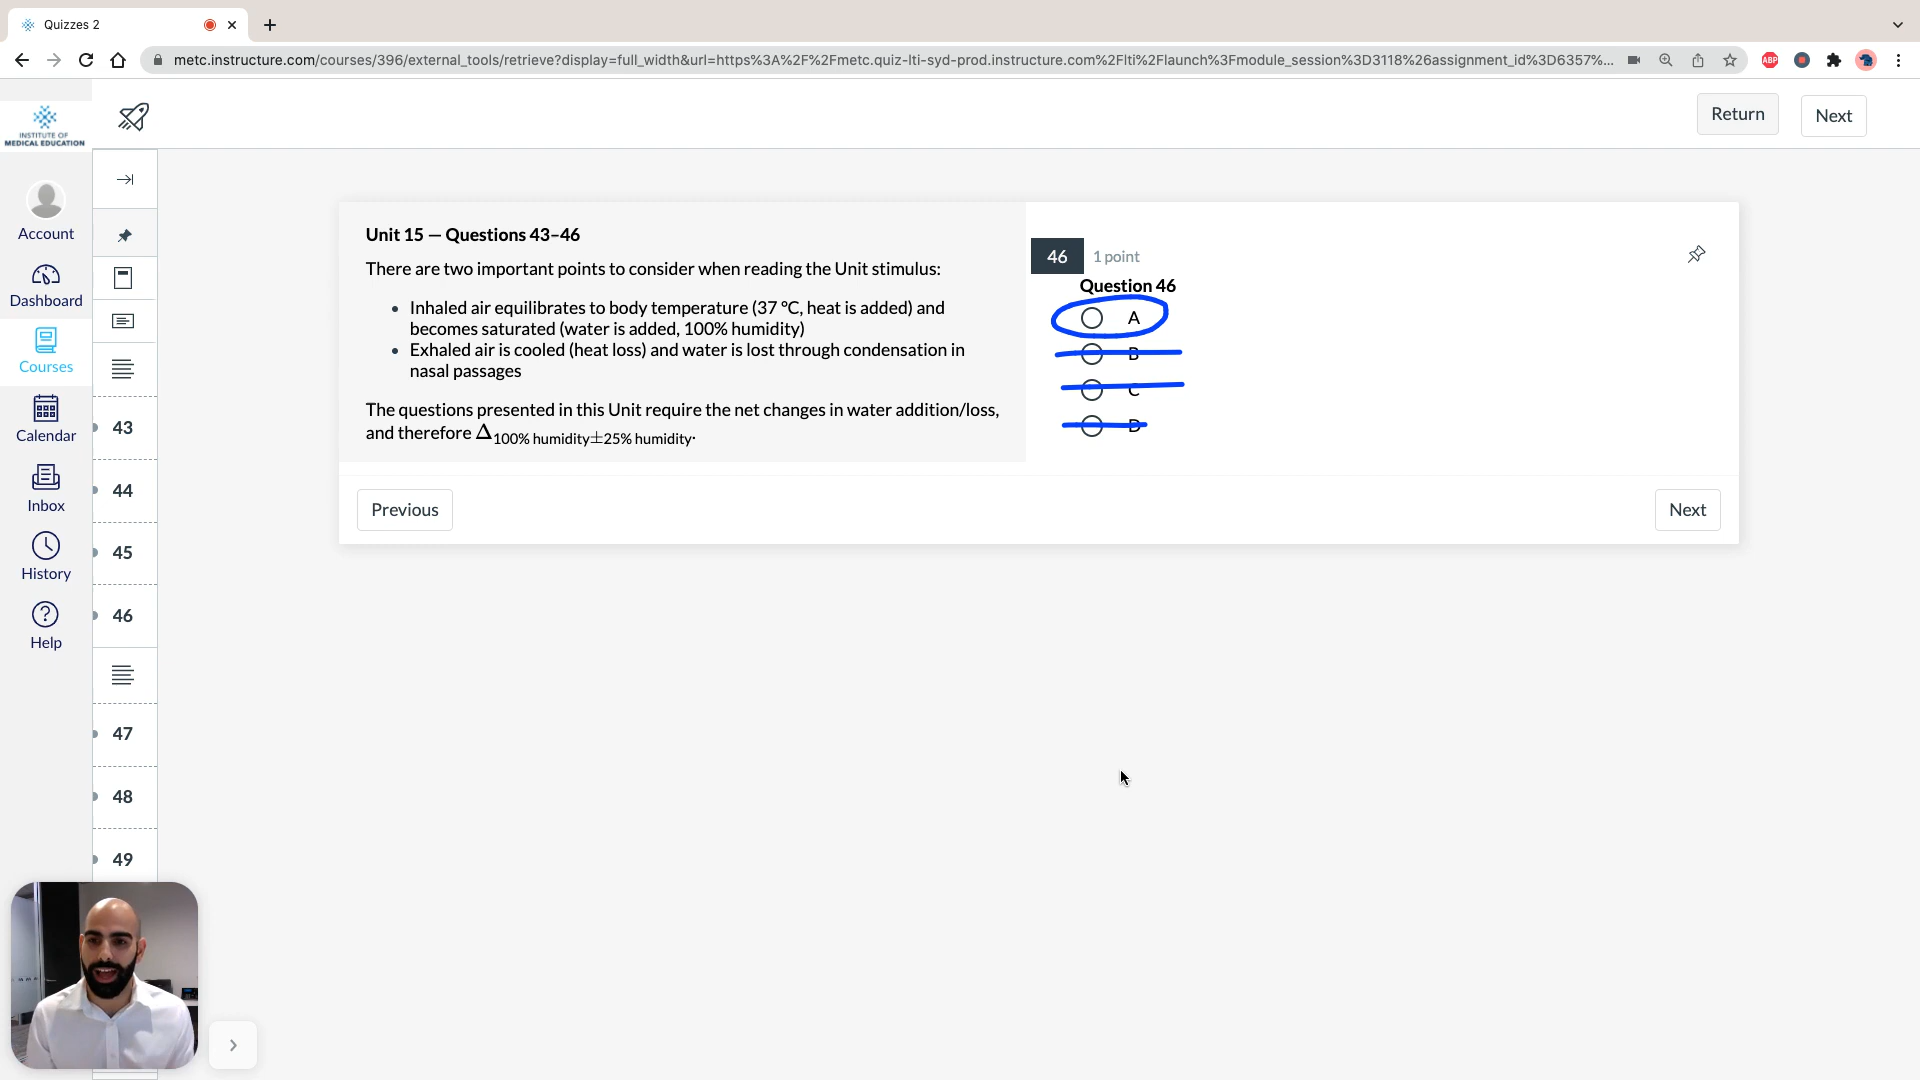 Quizzes 2
metc.instructure.com/courses/396/external_tools/retrieve?display=full_width&url=https%3A%2F%2Fmetc.quiz-lti-syd-prod.instructure.com%2Flti%2Flaunch%3Fmodule_session%3D3118%26assignment_id%3D6357%...
ABP
INSTITUTE OF
MEDICAL EDUCATION
Return
Next
Account
Dashboard
Courses
Calendar
Inbox
History
Help
43
44
45
46
47
48
49
Unit 15 — Questions 43–46
There are two important points to consider when reading the Unit stimulus:
• Inhaled air equilibrates to body temperature (37 °C, heat is added) and
becomes saturated (water is added, 100% humidity)
• Exhaled air is cooled (heat loss) and water is lost through condensation in
nasal passages
The questions presented in this Unit require the net changes in water addition/loss,
and therefore Δ100% humidity±25% humidity.
46 1 point
Question 46
A
B
C
D
Previous
Next